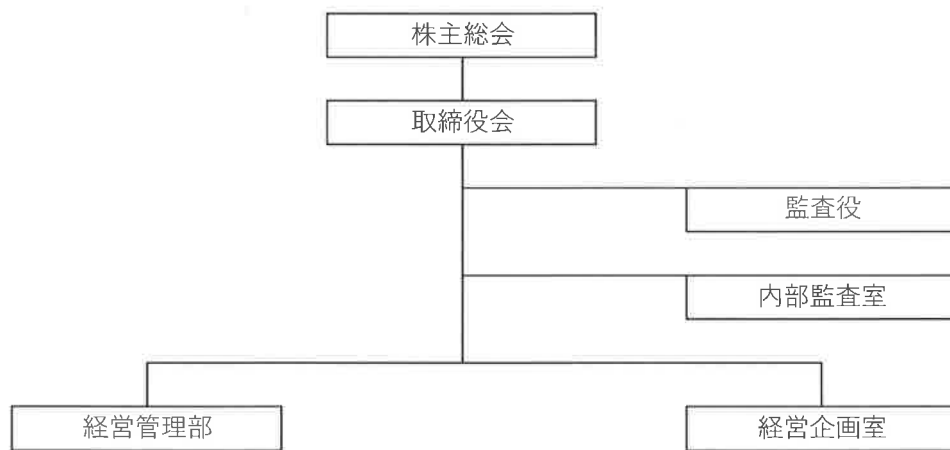 株主総会
取締役会
監査役
内部監査室
経営管理部
経営企画室